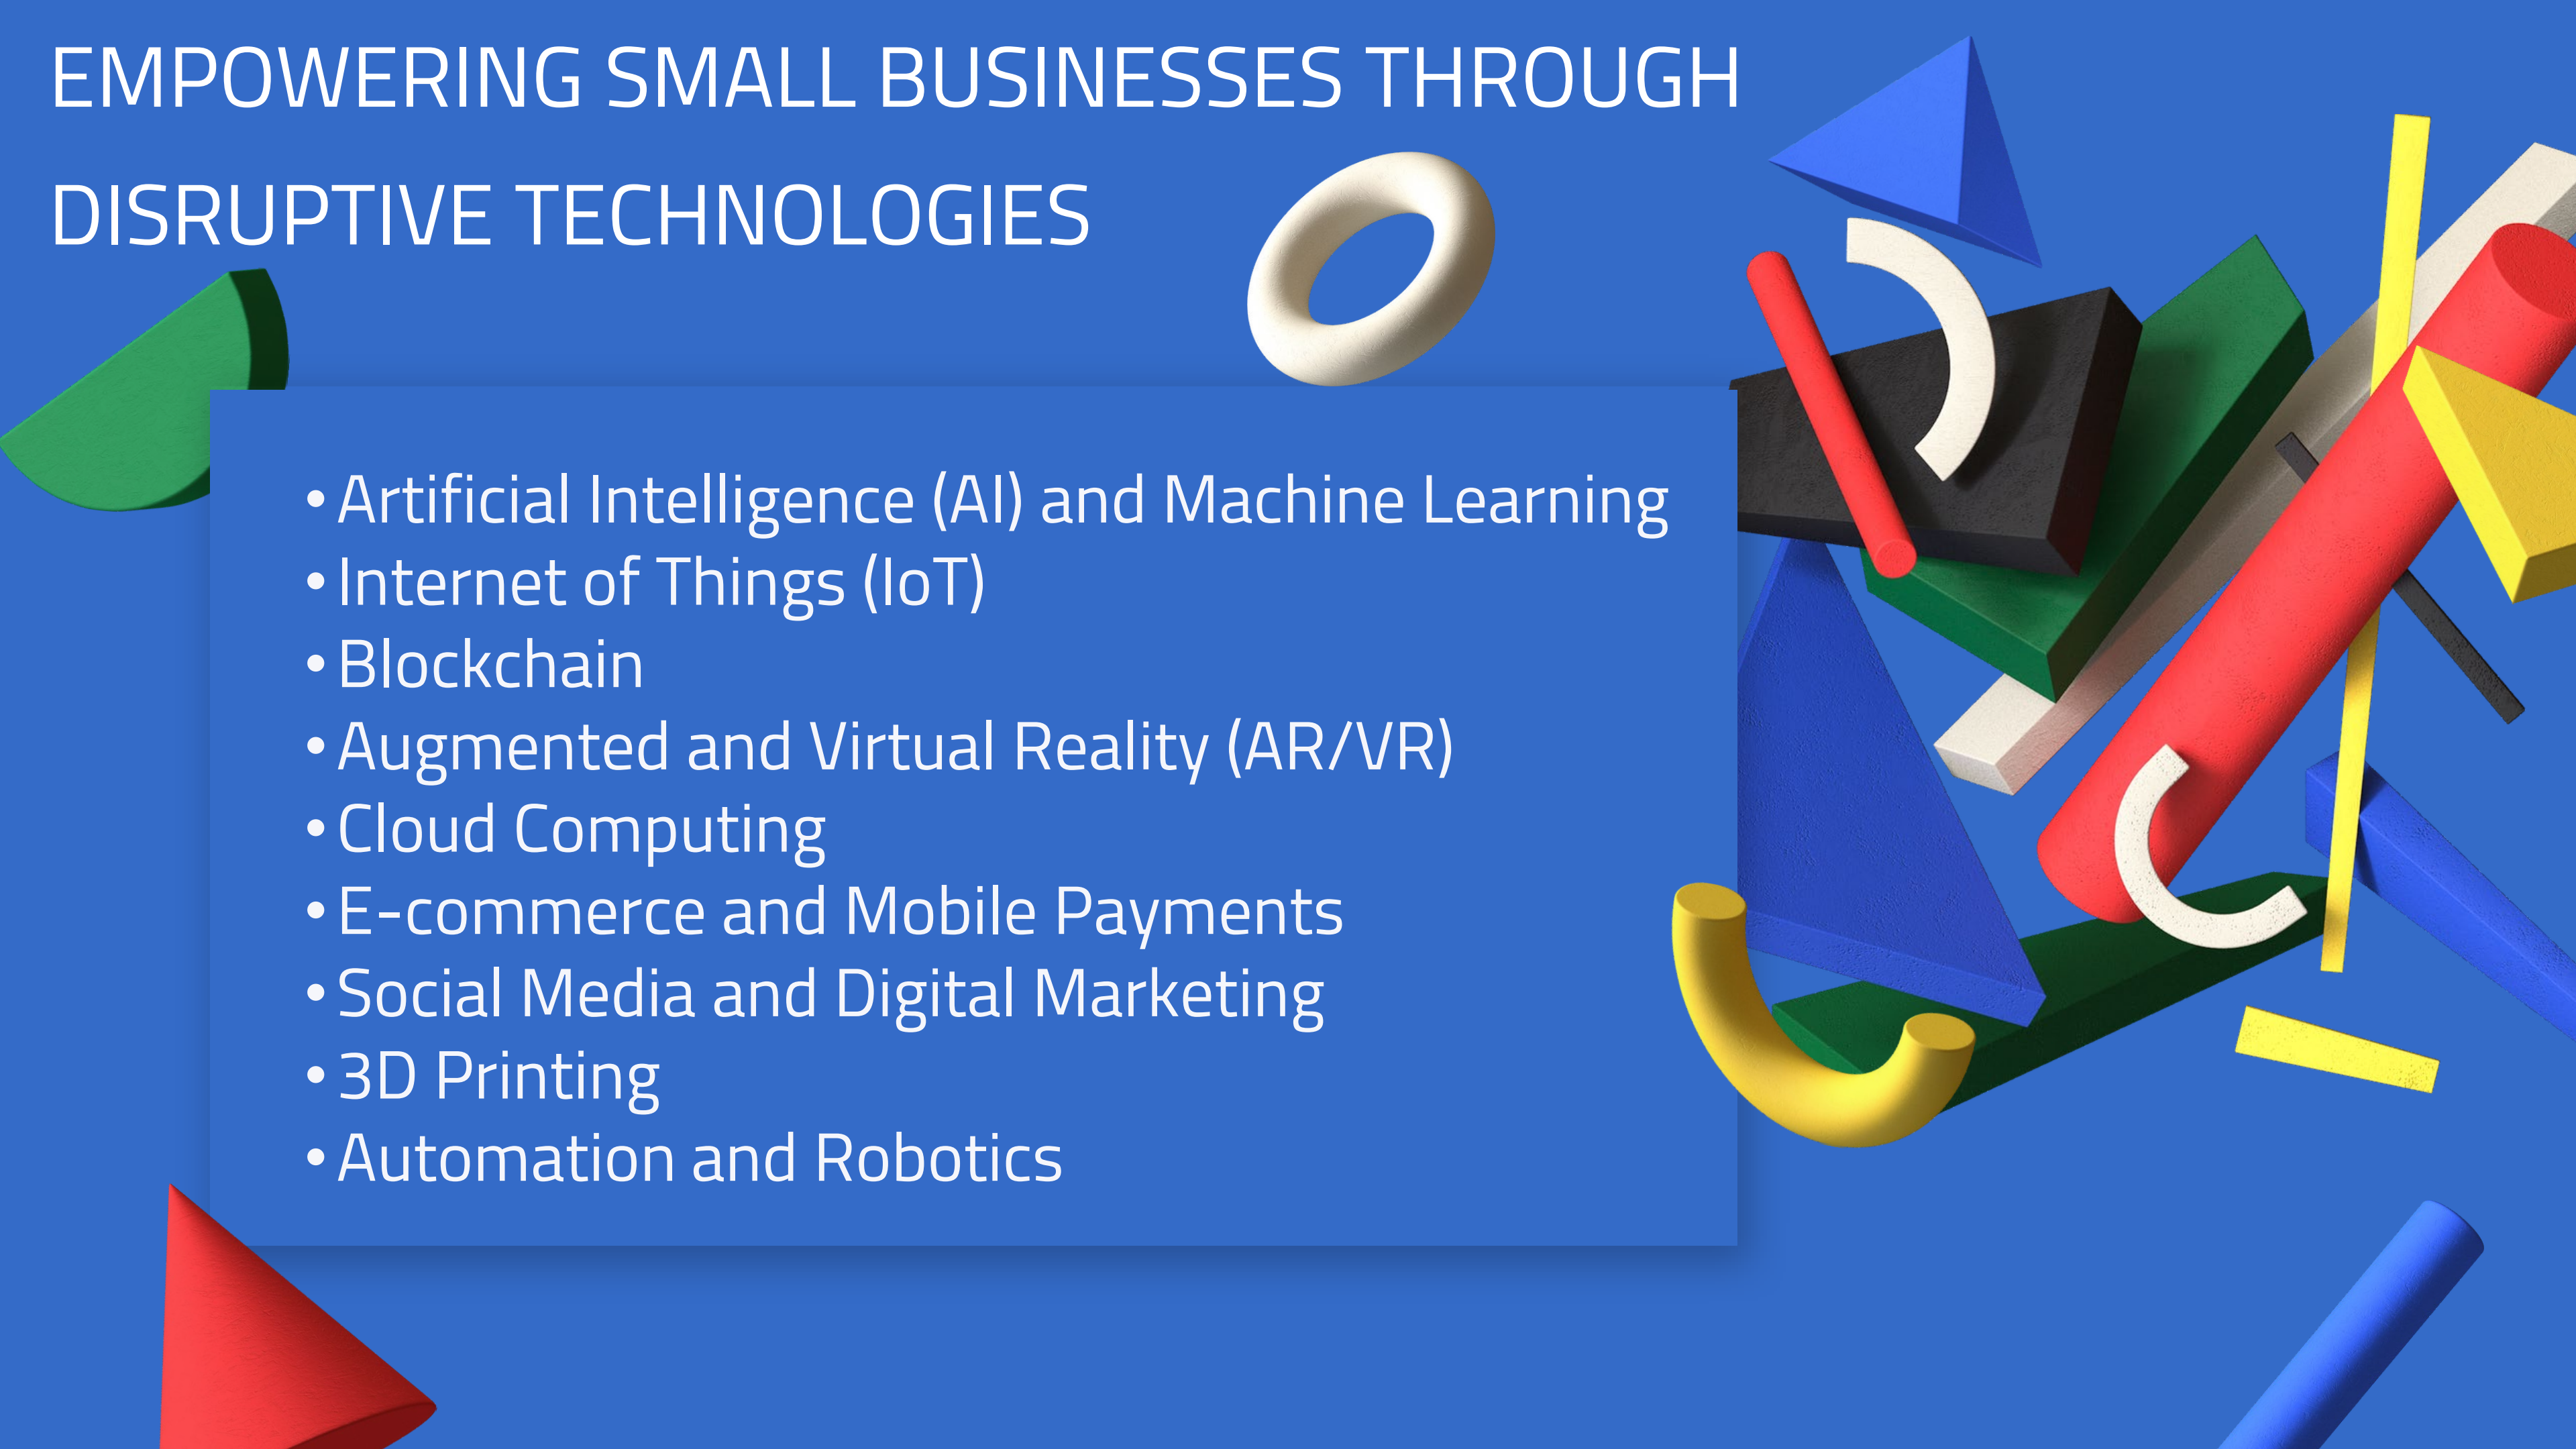 EMPOWERING SMALL BUSINESSES THROUGH
DISRUPTIVE TECHNOLOGIES
• Artificial Intelligence (AI) and Machine Learning
• Internet of Things (IoT)
• Blockchain
• Augmented and Virtual Reality (AR/VR)
• Cloud Computing
• E-commerce and Mobile Payments
• Social Media and Digital Marketing
• 3D Printing
• Automation and Robotics